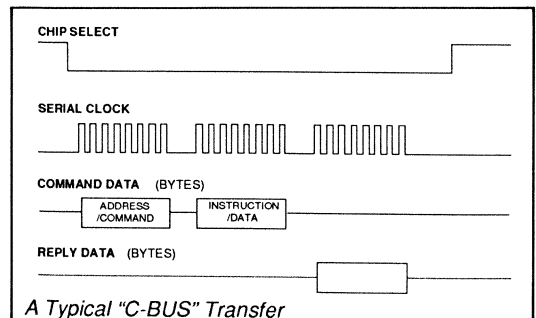 CHIP SELECT
SERIAL CLOCK
COMMAND DATA (BYTES)
ADDRESS
/COMMAND
INSTRUCTION
/DATA
REPLY DATA (BYTES)
A Typical "C-BUS" Transfer